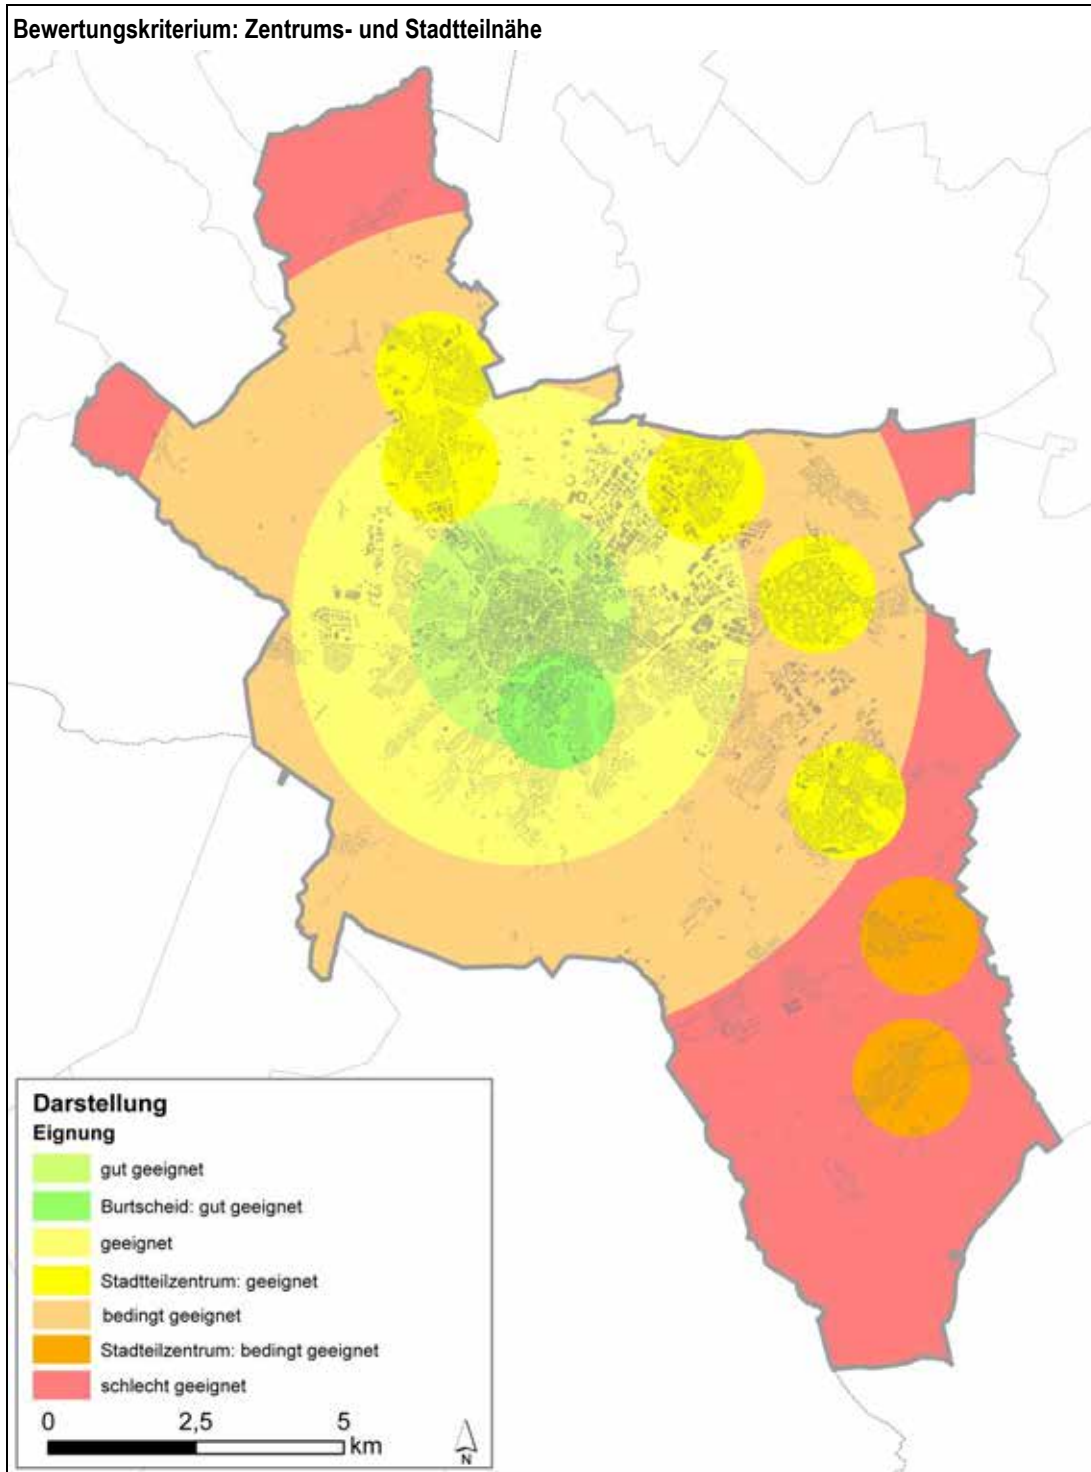 Bewertungskriterium: Zentrums- und Stadtteilnähe
Darstellung
Eignung
gut geeignet
Burtscheid: gut geeignet
geeignet
Stadtteilzentrum: geeignet
bedingt geeignet
Stadteilzentrum: bedingt geeignet
schlecht geeignet
0 2,5 5
km
N